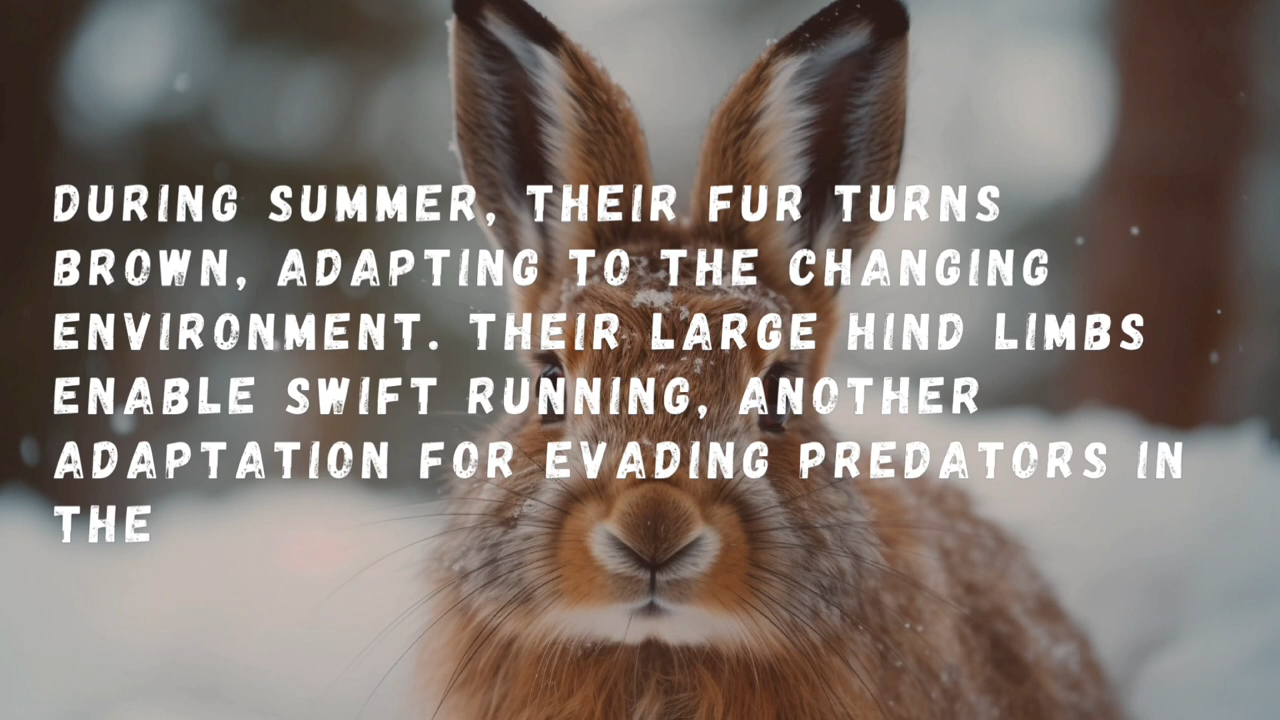 DURING SUMMER, THEIR FUR TURNS
BROWN, ADAPTING TO THE CHANGING
ENVIRONMENT. THEIR LARGE HIND LIMBS
ENABLE SWIFT RUNNING, ANOTHER
ADAPTATION FOR EVADING PREDATORS IN
THE